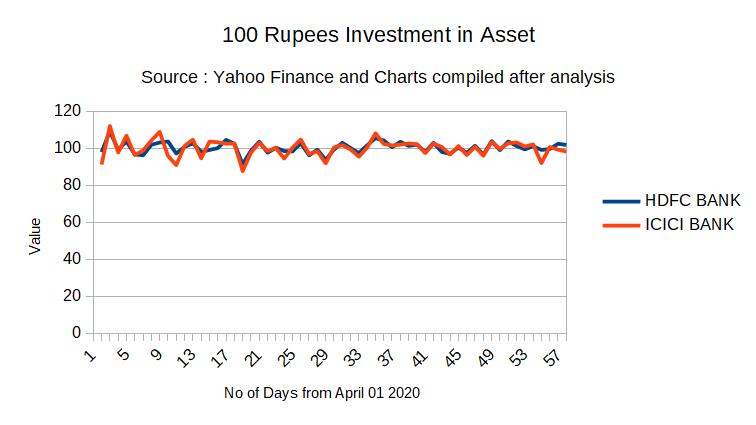 100 Rupees Investment in Asset
Source : Yahoo Finance and Charts compiled after analysis
120
100
80
60
40
20
0
Value
HDFC BANK
ICICI BANK
1 5 9 13 17 21 25 29 33 37 41 45 49 53 57
No of Days from April 01 2020